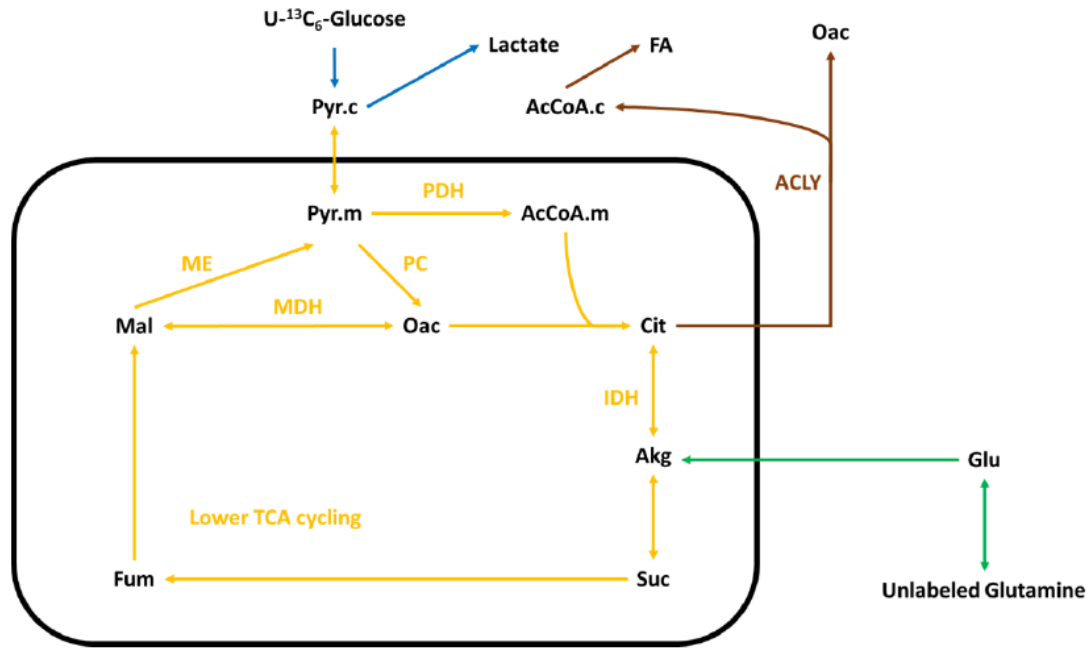 U-¹³C₆-Glucose
Lactate
FA
Oac
Pyr.c
AcCoA.c
ACLY
PDH
Pyr.m
AcCoA.m
ME
PC
MDH
Mal
Oac
Cit
IDH
Akg
Glu
Lower TCA cycling
Fum
Suc
Unlabeled Glutamine